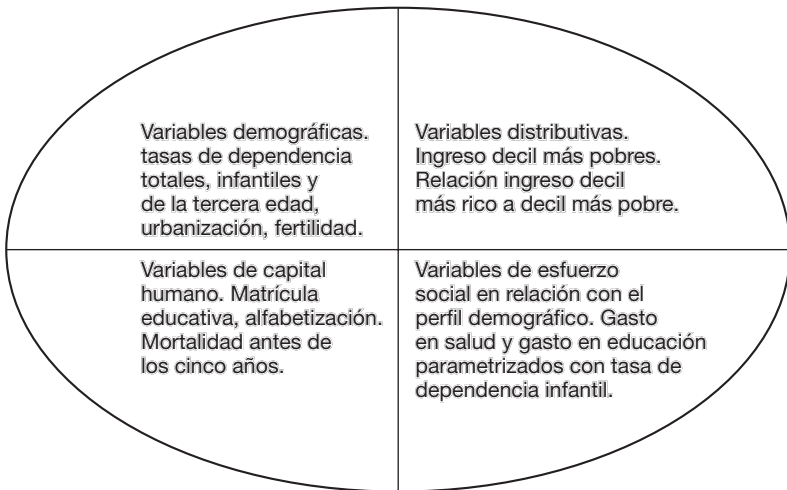 Variables demográficas.
tasas de dependencia
totales, infantiles y
de la tercera edad,
urbanización, fertilidad.
Variables distributivas.
Ingreso decil más pobres.
Relación ingreso decil
más rico a decil más pobre.
Variables de capital
humano. Matrícula
educativa, alfabetización.
Mortalidad antes de
los cinco años.
Variables de esfuerzo
social en relación con el
perfil demográfico. Gasto
en salud y gasto en educación
parametrizados con tasa de
dependencia infantil.